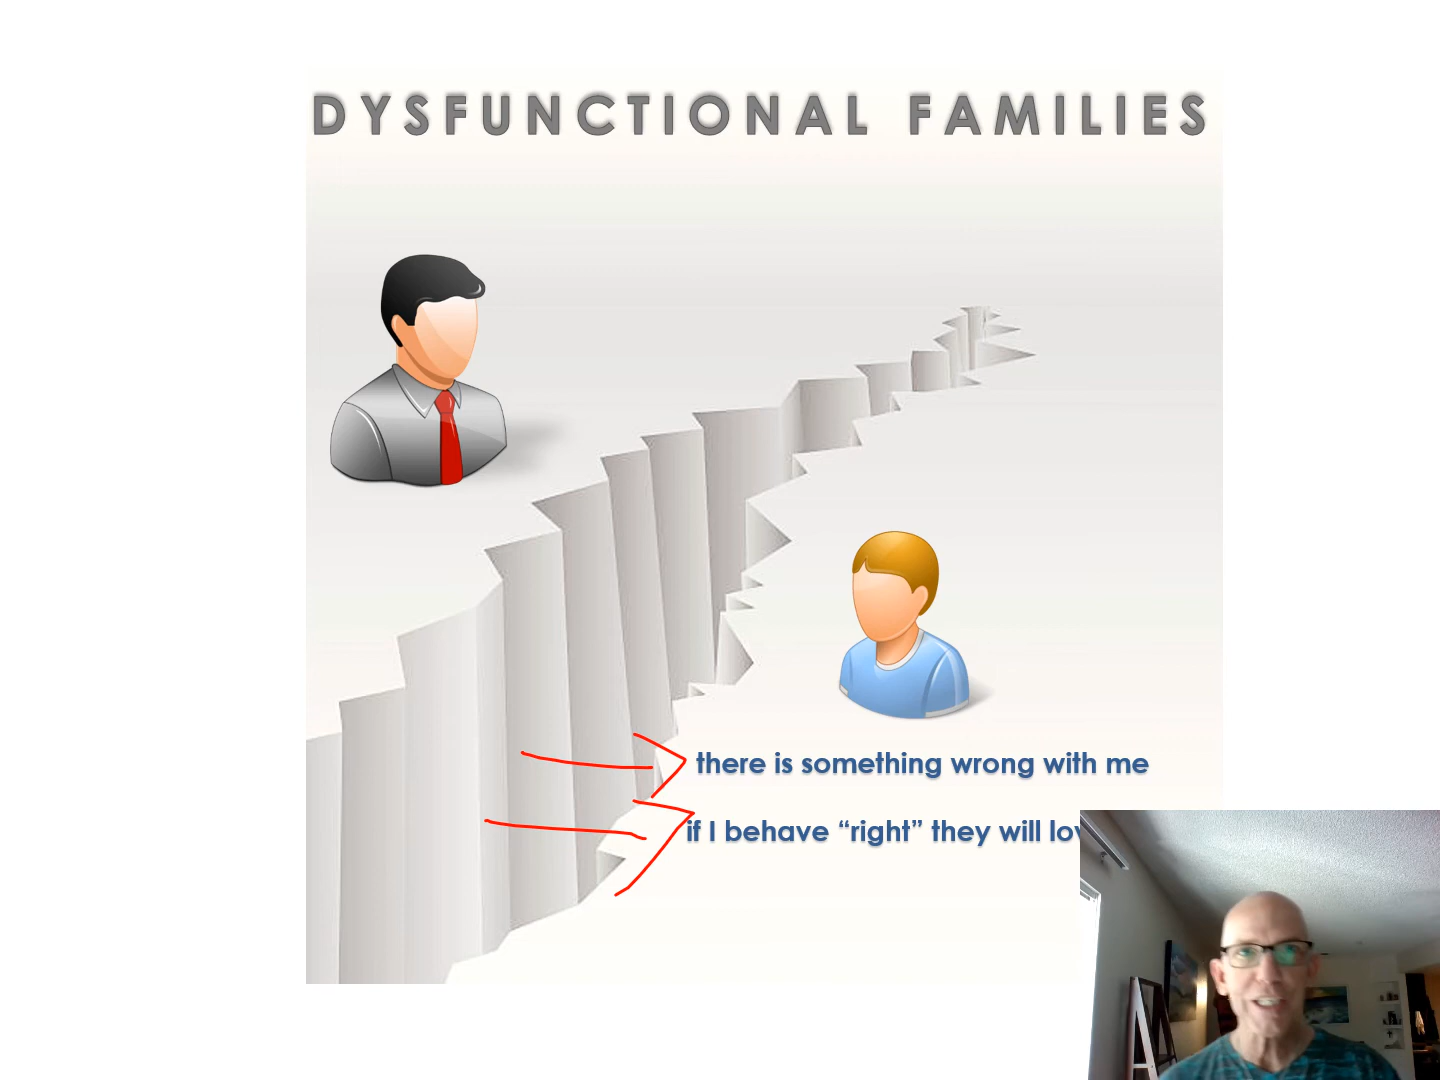 DYSFUNCTIONAL FAMILIES
there is something wrong with me
if I behave “right” they will